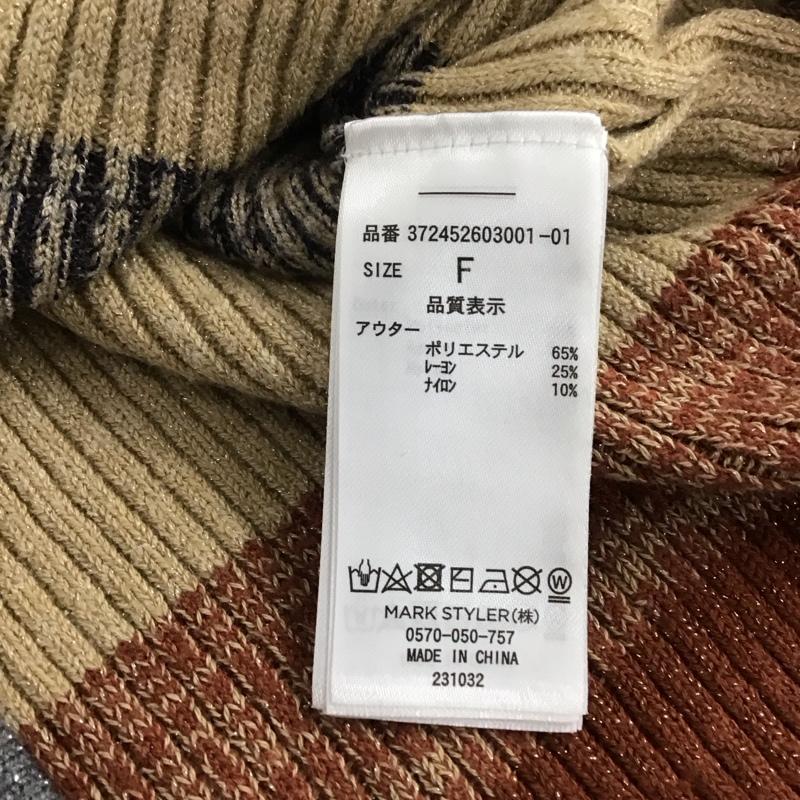 品番 372452603001-01
SIZE F
品質表示
アウター
ポリエステル 65%
ﾚｰﾖﾝ 25%
ﾅｲﾛﾝ 10%
W
MARK STYLER(株)
0570-050-757
MADE IN CHINA
231032